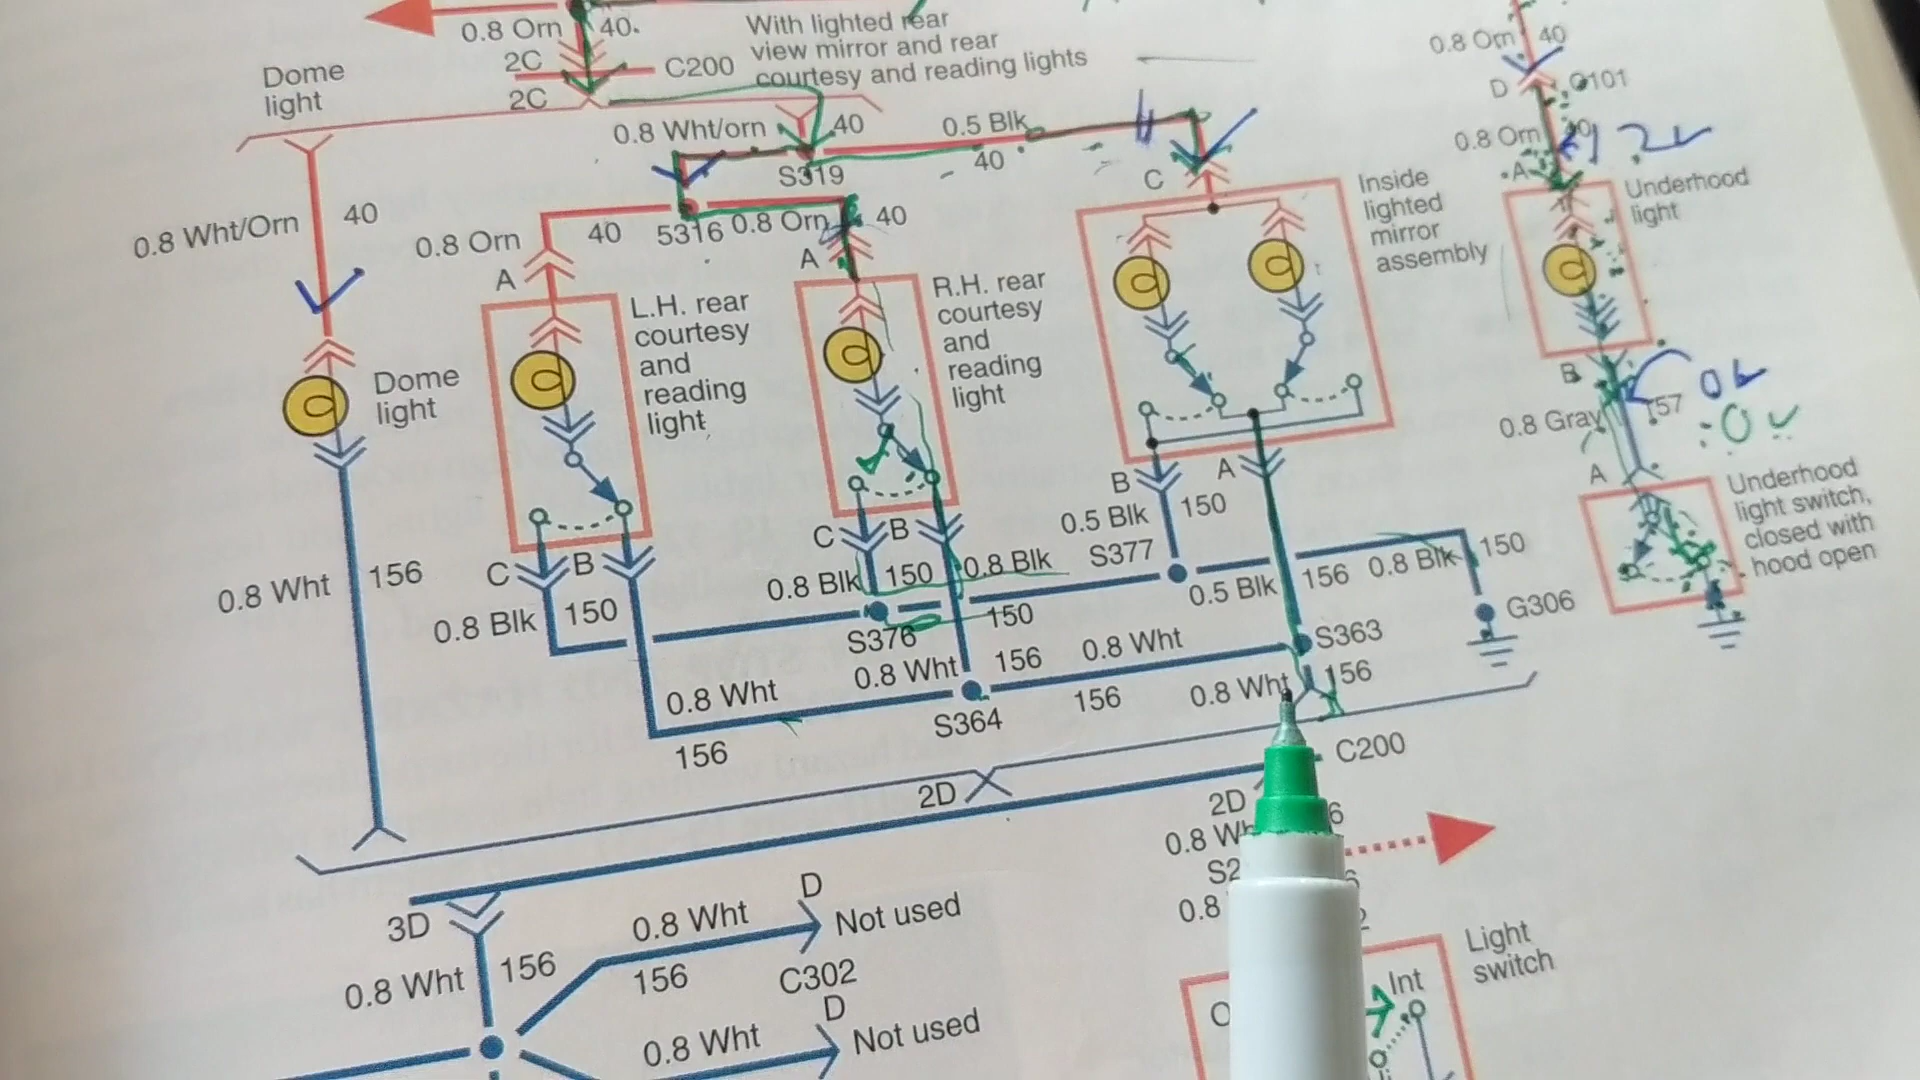 0.8 Orn
40
With lighted rear
view mirror and rear
courtesy and reading lights
2C
C200
2C
Dome
light
0.8 Orn
40
D
C101
0.8 Wht/orn
40
0.5 Blk
40
S319
C
0.8 Orn
2v
A
Inside
lighted
mirror
assembly
Underhood
light
0.8 Wht/Orn
40
0.8 Orn
40
5316
0.8 Orn
40
A
A
L.H. rear
courtesy
and
reading
light
R.H. rear
courtesy
and
reading
light
Dome
light
B
0v
157
0.8 Gray
:0v
A
Underhood
light switch,
closed with
hood open
B
A
0.5 Blk
150
S377
C
B
0.8 Blk
150
0.8 Blk
0.5 Blk
156
0.8 Blk
150
G306
0.8 Wht
156
C
B
0.8 Blk
150
S376
150
0.8 Wht
156
0.8 Wht
S363
0.8 Wht
156
S364
156
0.8 Wht
156
2D
C200
2D
3D
0.8 Wht
156
0.8 Wht
D
156
Not used
C302
D
0.8 Wht
Not used
0.8
Light
switch
Int